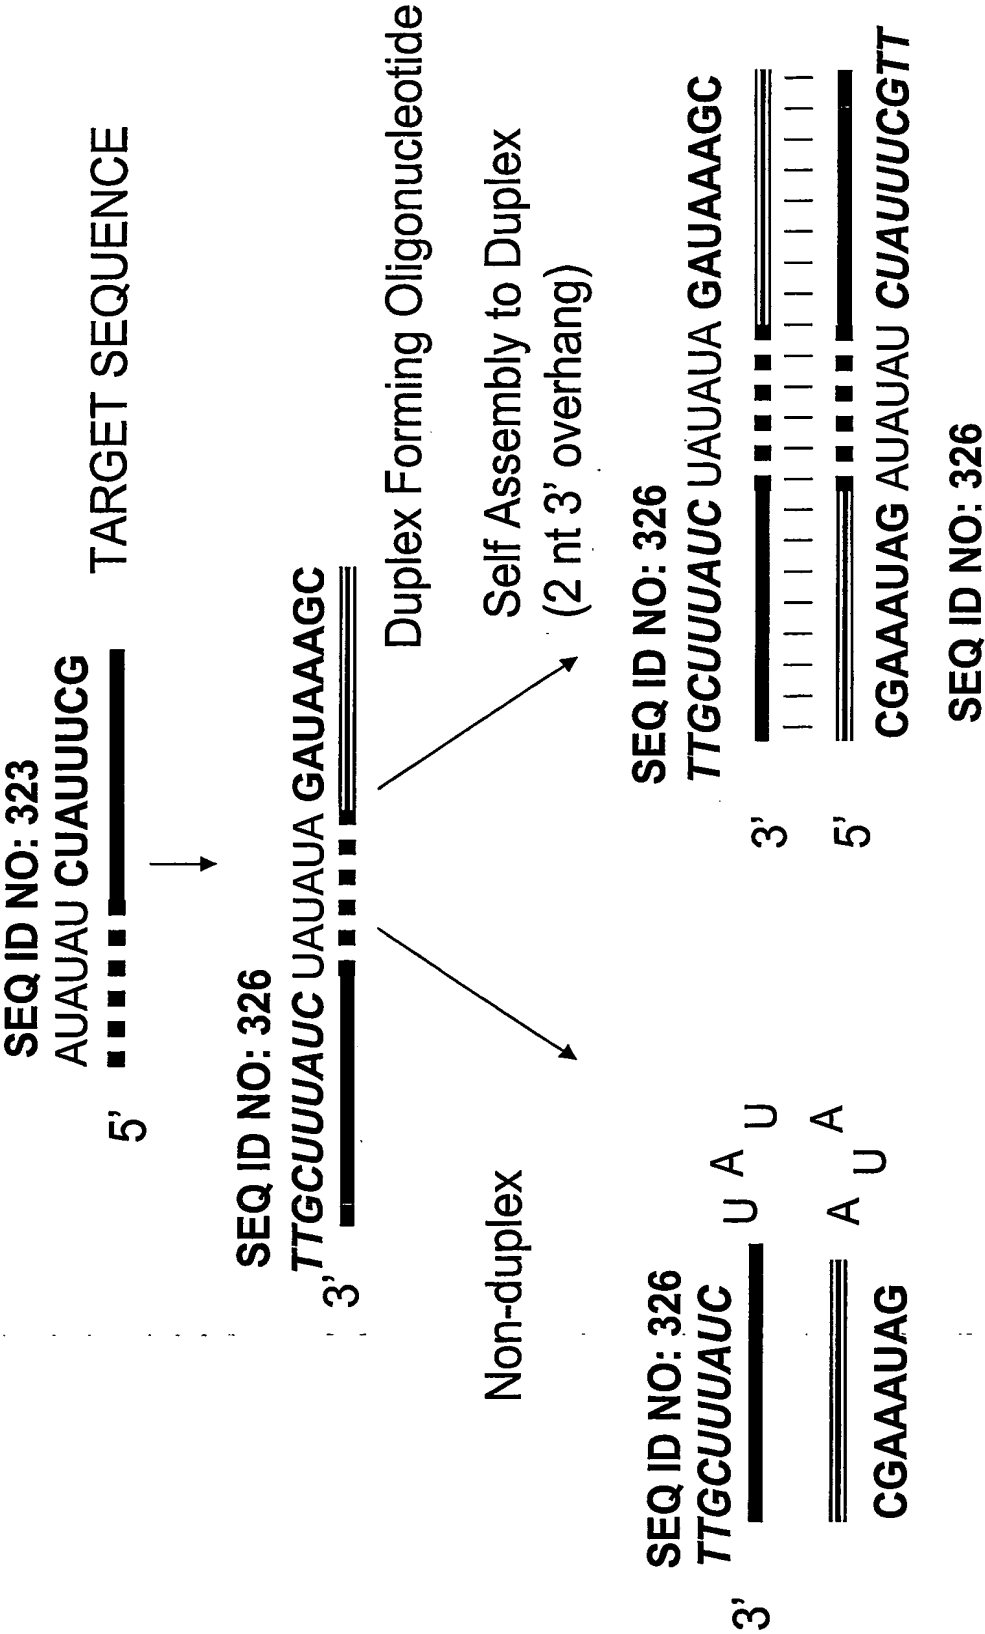 SEQ ID NO: 323
AUAUAU CUAUUUCG
TARGET SEQUENCE
5'
SEQ ID NO: 326
TTGCUUUAUC UAUAUA GAUAAAGC
3'
Duplex Forming Oligonucleotide
Non-duplex
Self Assembly to Duplex
(2 nt 3' overhang)
SEQ ID NO: 326
TTGCUUUAUC
3'
U A U
A U A
CGAAAUAG
SEQ ID NO: 326
TTGCUUUAUC UAUAUA GAUAAAGC
3'
5'
CGAAAUAG AUAUAU CUAUUUCGTT
SEQ ID NO: 326